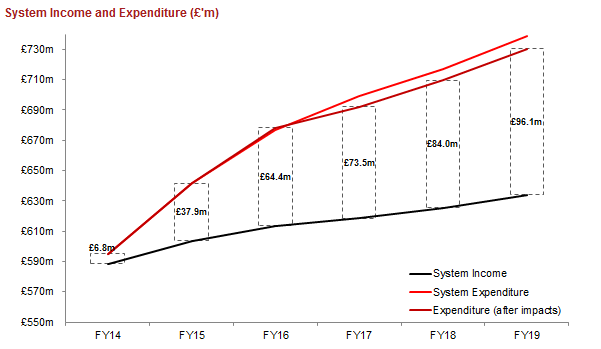 System Income and Expenditure (£'m)
£730m
£710m
£690m
£670m
£650m
£630m
£610m
£590m
£570m
£550m
£6.8m
£37.9m
£64.4m
£73.5m
£84.0m
£96.1m
System Income
System Expenditure
Expenditure (after impacts)
FY14 FY15 FY16 FY17 FY18 FY19